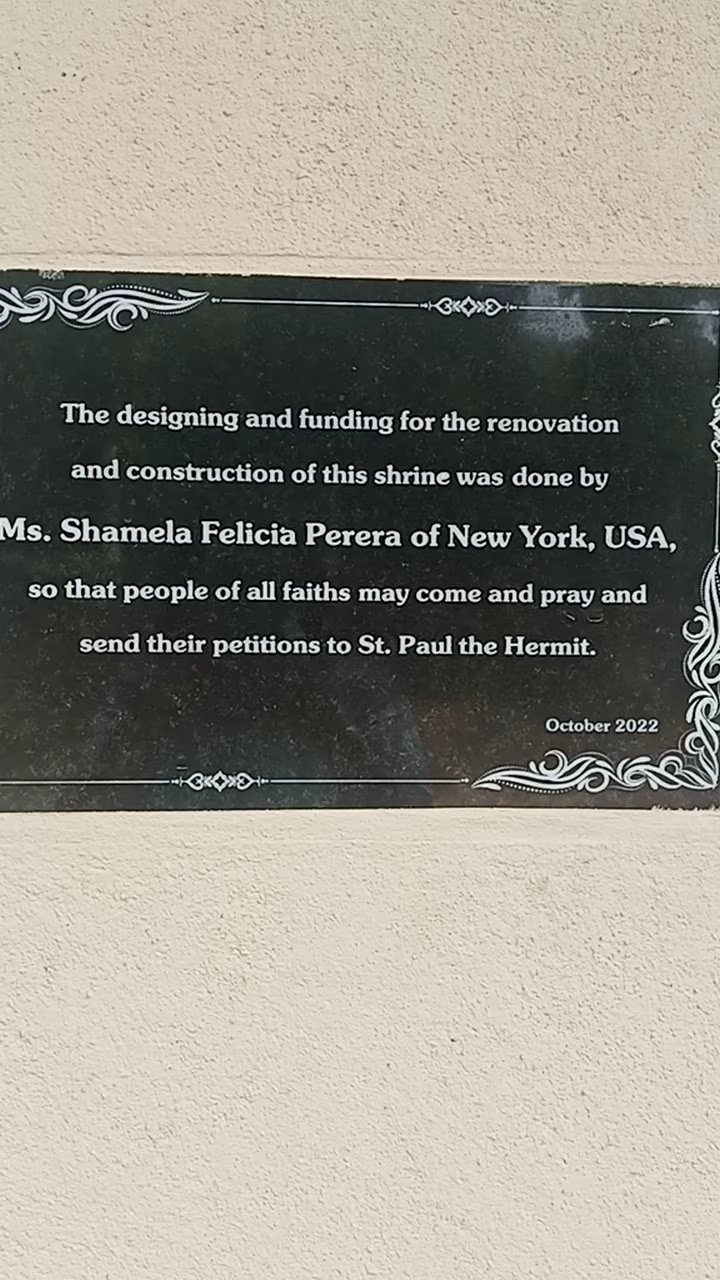 The designing and funding for the renovation
and construction of this shrine was done by
Ms. Shamela Felicia Perera of New York, USA,
so that people of all faiths may come and pray and
send their petitions to St. Paul the Hermit.
October 2022